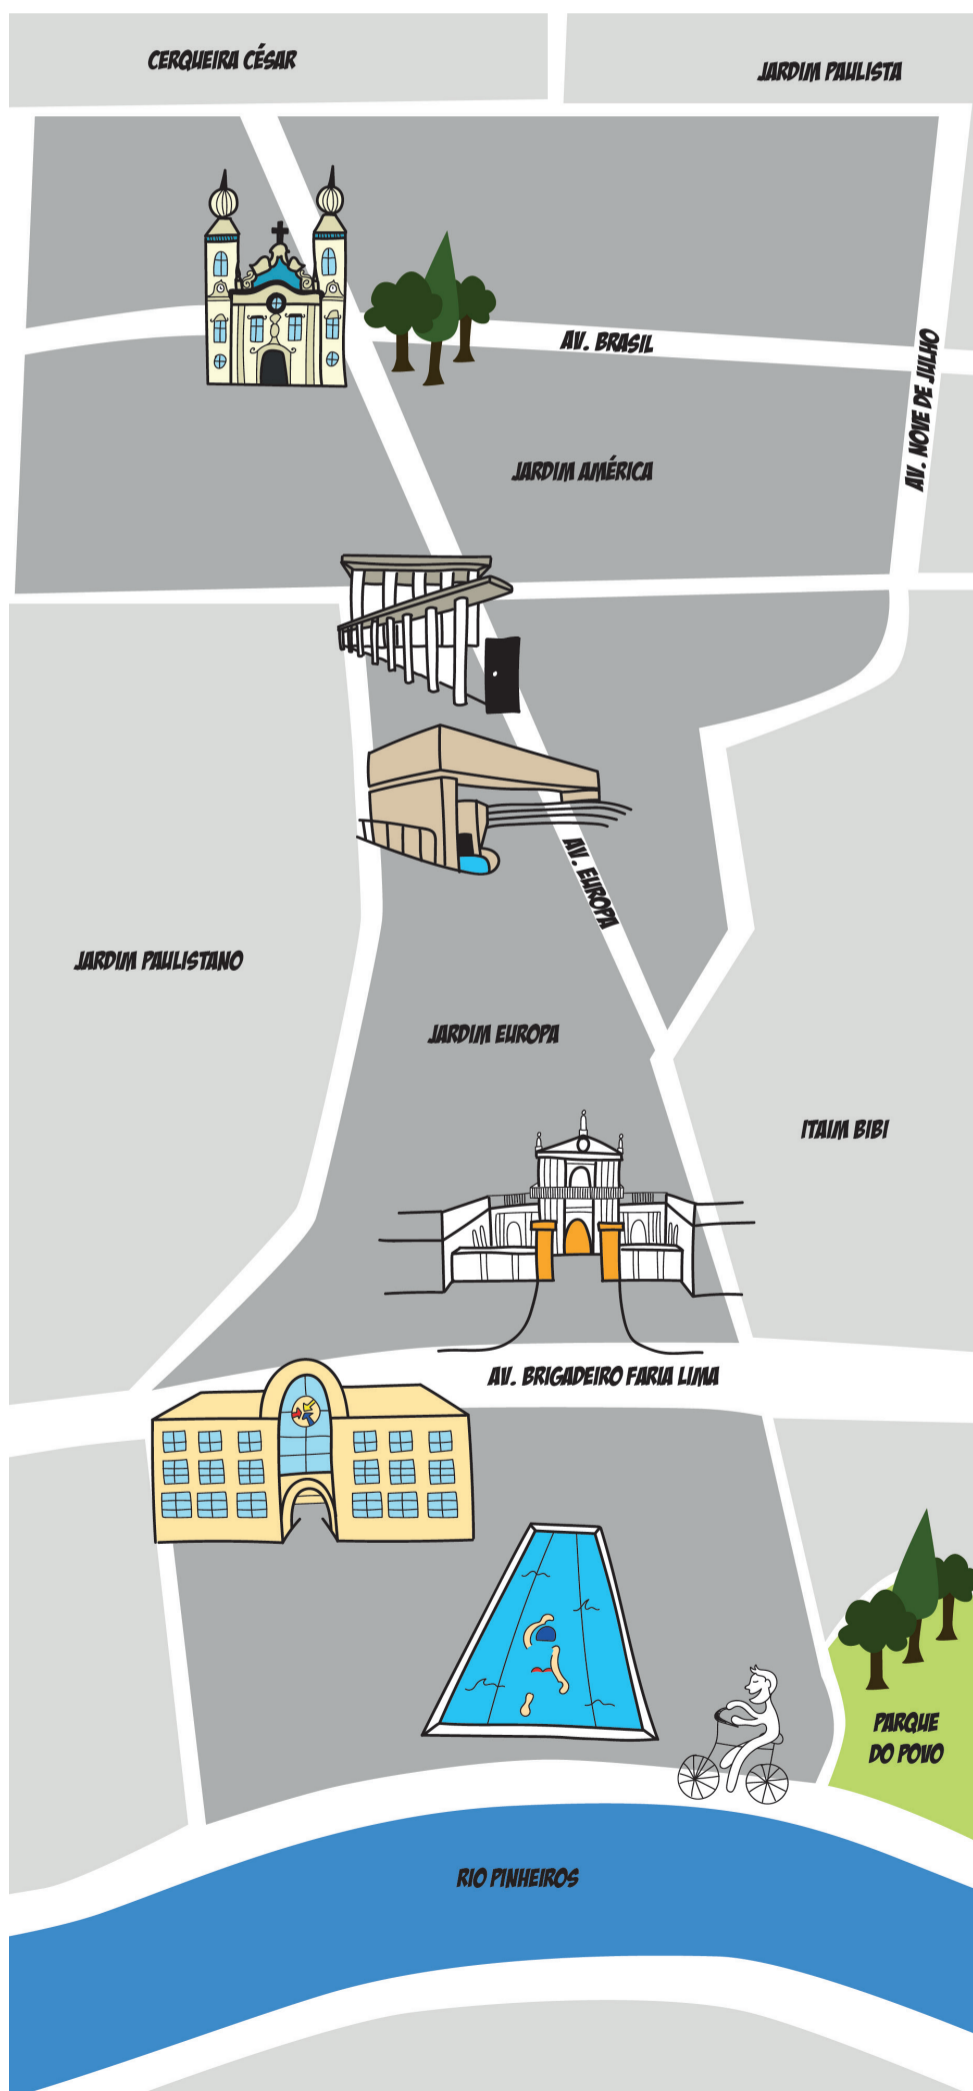 CERQUEIRA CÉSAR
JARDIM PAULISTA
AV. BRASIL
AV. NOVE DE JULHO
JARDIM AMÉRICA
AV. EUROPA
JARDIM PAULISTANO
JARDIM EUROPA
ITAIM BIBI
AV. BRIGADEIRO FARIA LIMA
PARQUE
DO POVO
RIO PINHEIROS